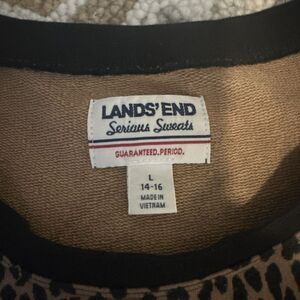 LANDS' END
Serious Sweats
GUARANTEED. PERIOD.
L
14-16
MADE IN
VIETNAM